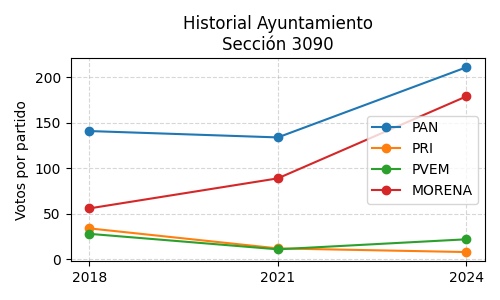 Historial Ayuntamiento
Sección 3090
Votos por partido
200
150
100
50
0
2018
2021
2024
PAN
PRI
PVEM
MORENA